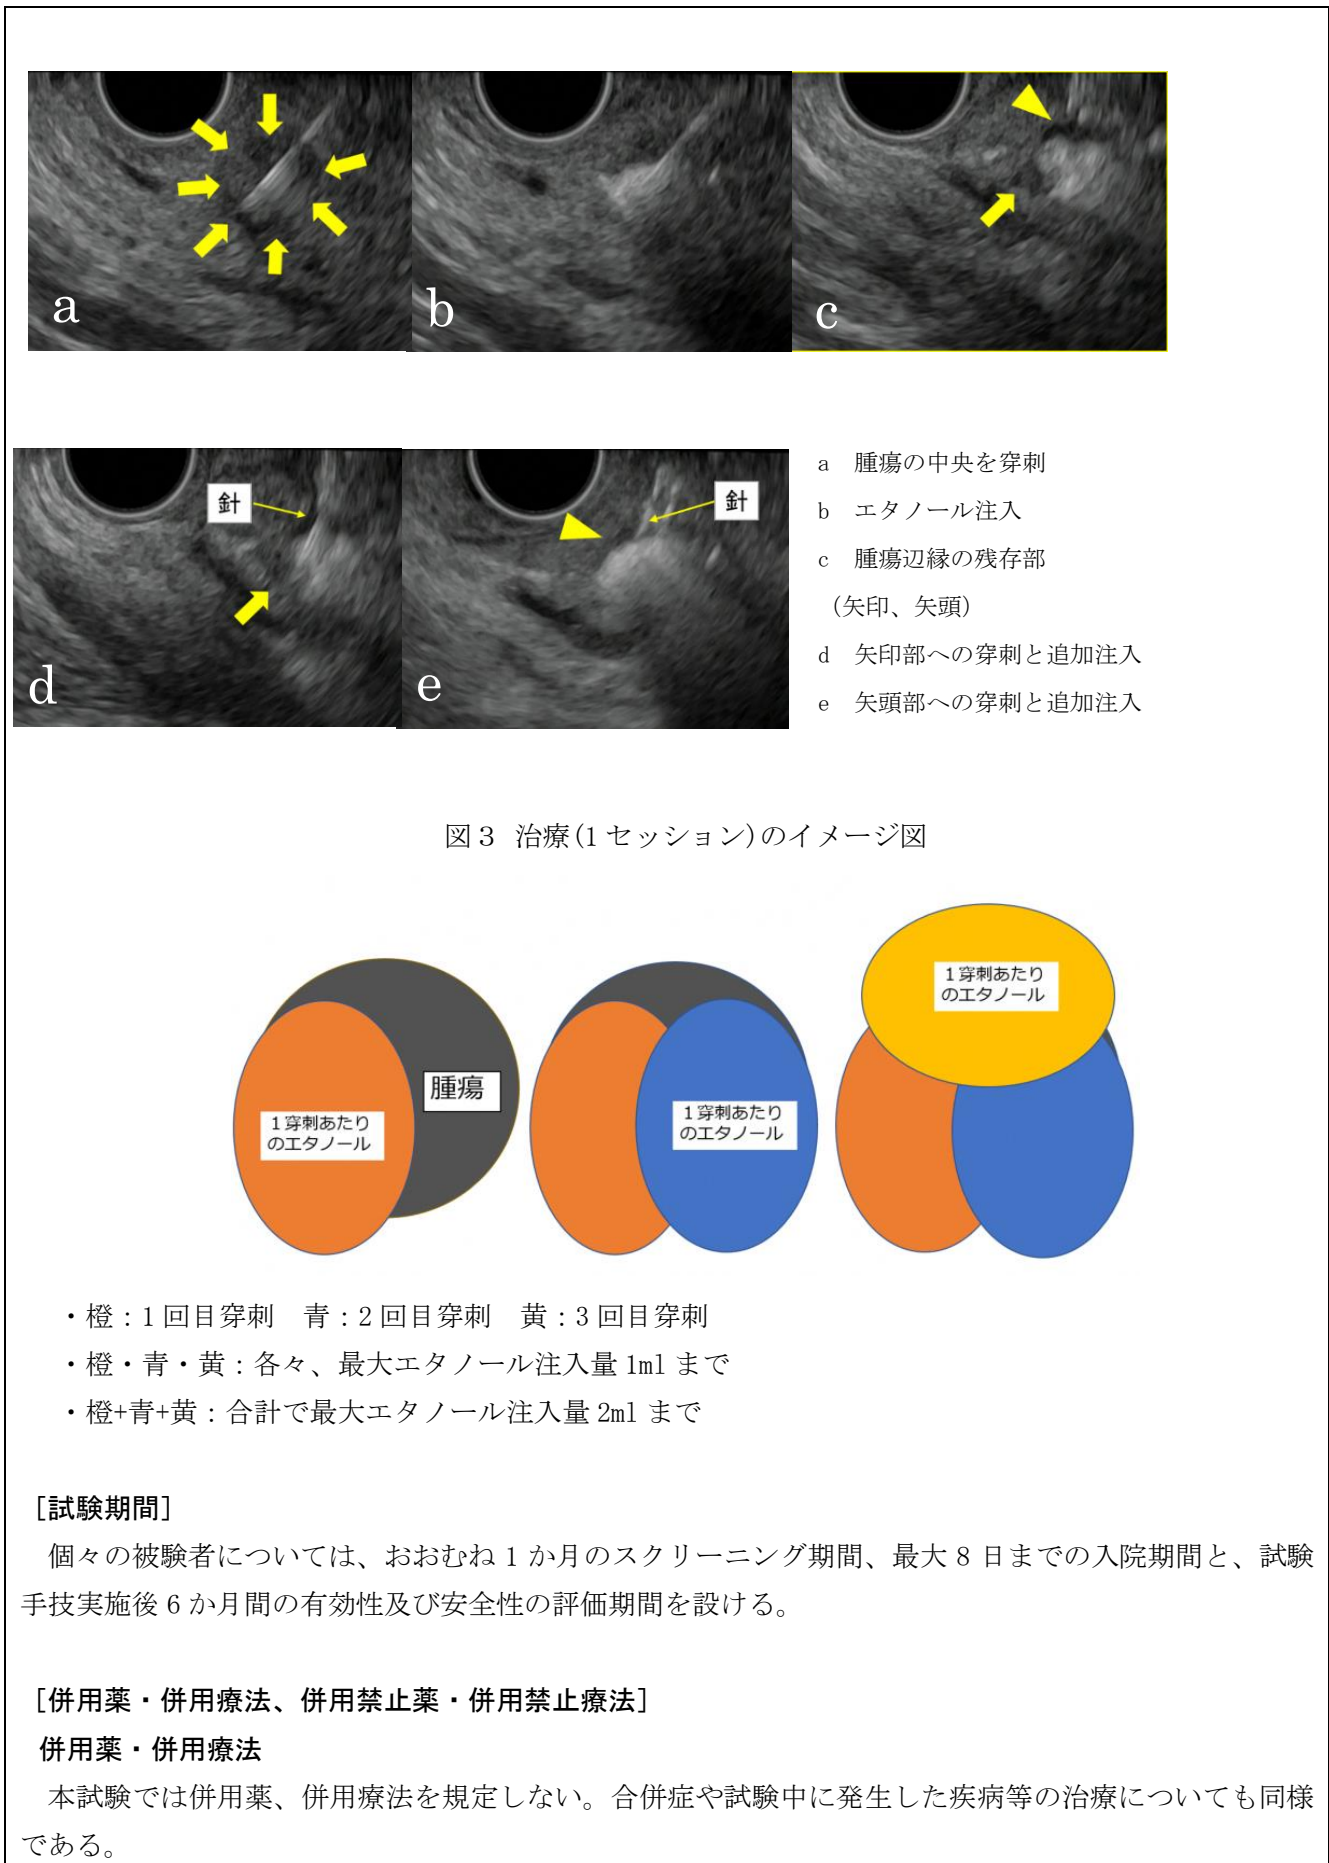 a
b
c
針
針
d
e
a 腫瘍の中央を穿刺
b エタノール注入
c 腫瘍辺縁の残存部
（矢印、矢頭）
d 矢印部への穿刺と追加注入
e 矢頭部への穿刺と追加注入
図３ 治療(1 セッション)のイメージ図
１穿刺あたり
のエタノール
腫瘍
１穿刺あたり
のエタノール
１穿刺あたり
のエタノール
・橙：1 回目穿刺　青：2 回目穿刺　黄：3 回目穿刺
・橙・青・黄：各々、最大エタノール注入量 1ml まで
・橙+青+黄：合計で最大エタノール注入量 2ml まで
［試験期間］
個々の被験者については、おおむね 1 か月のスクリーニング期間、最大 8 日までの入院期間と、試験
手技実施後 6 か月間の有効性及び安全性の評価期間を設ける。
［併用薬・併用療法、併用禁止薬・併用禁止療法］
併用薬・併用療法
本試験では併用薬、併用療法を規定しない。合併症や試験中に発生した疾病等の治療についても同様
である。